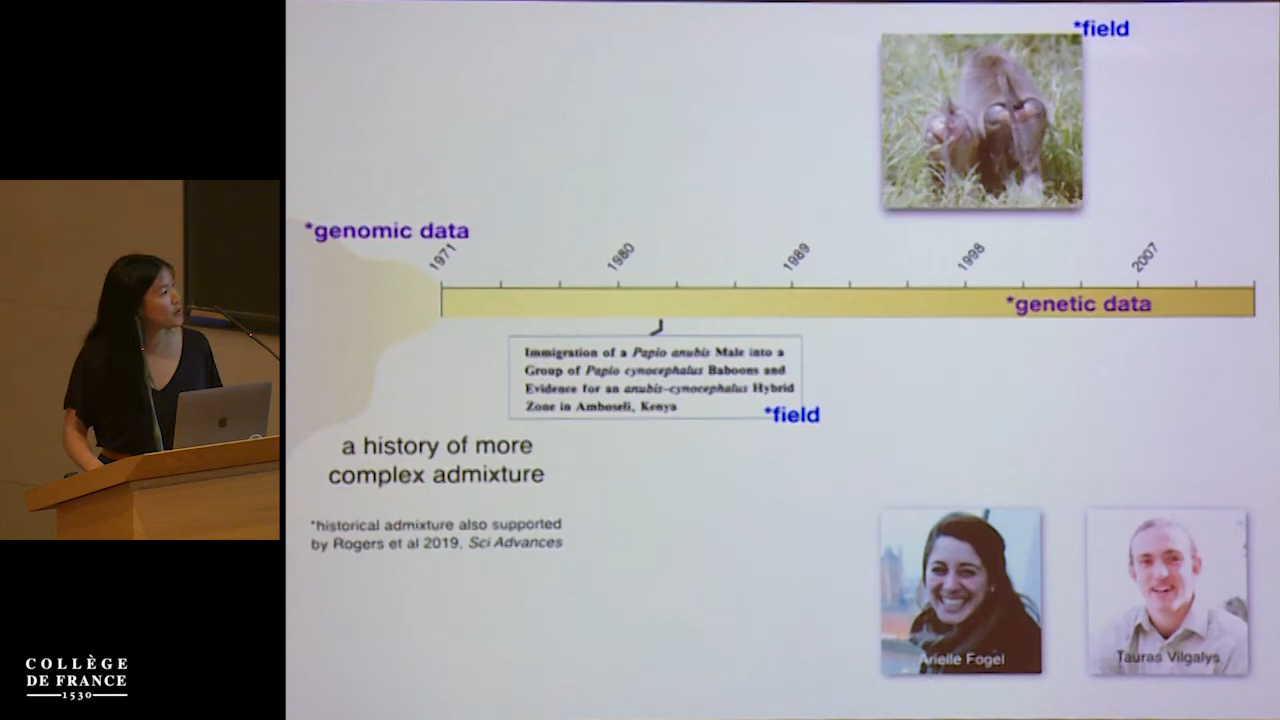 *field
*genomic data
1971
1980
1989
1998
2007
*genetic data
Immigration of a Papio anubis Male into a
Group of Papio cynocephalus Baboons and
Evidence for an anubis-cynocephalus Hybrid
Zone in Amboseli, Kenya
*field
a history of more
complex admixture
*historical admixture also supported
by Rogers et al 2019, Sci Advances
Arielle Fogel
Tauras Vilgalys
COLLÈGE
DE FRANCE
1530